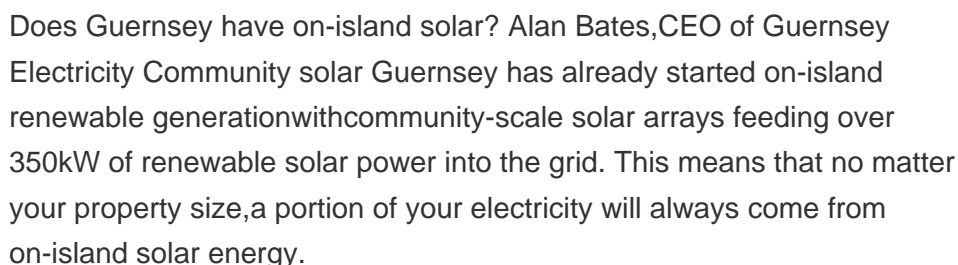 Does Guernsey have on-island solar? Alan Bates,CEO of Guernsey
Electricity Community solar Guernsey has already started on-island
renewable generationwithcommunity-scale solar arrays feeding over
350kW of renewable solar power into the grid. This means that no matter
your property size,a portion of your electricity will always come from
on-island solar energy.